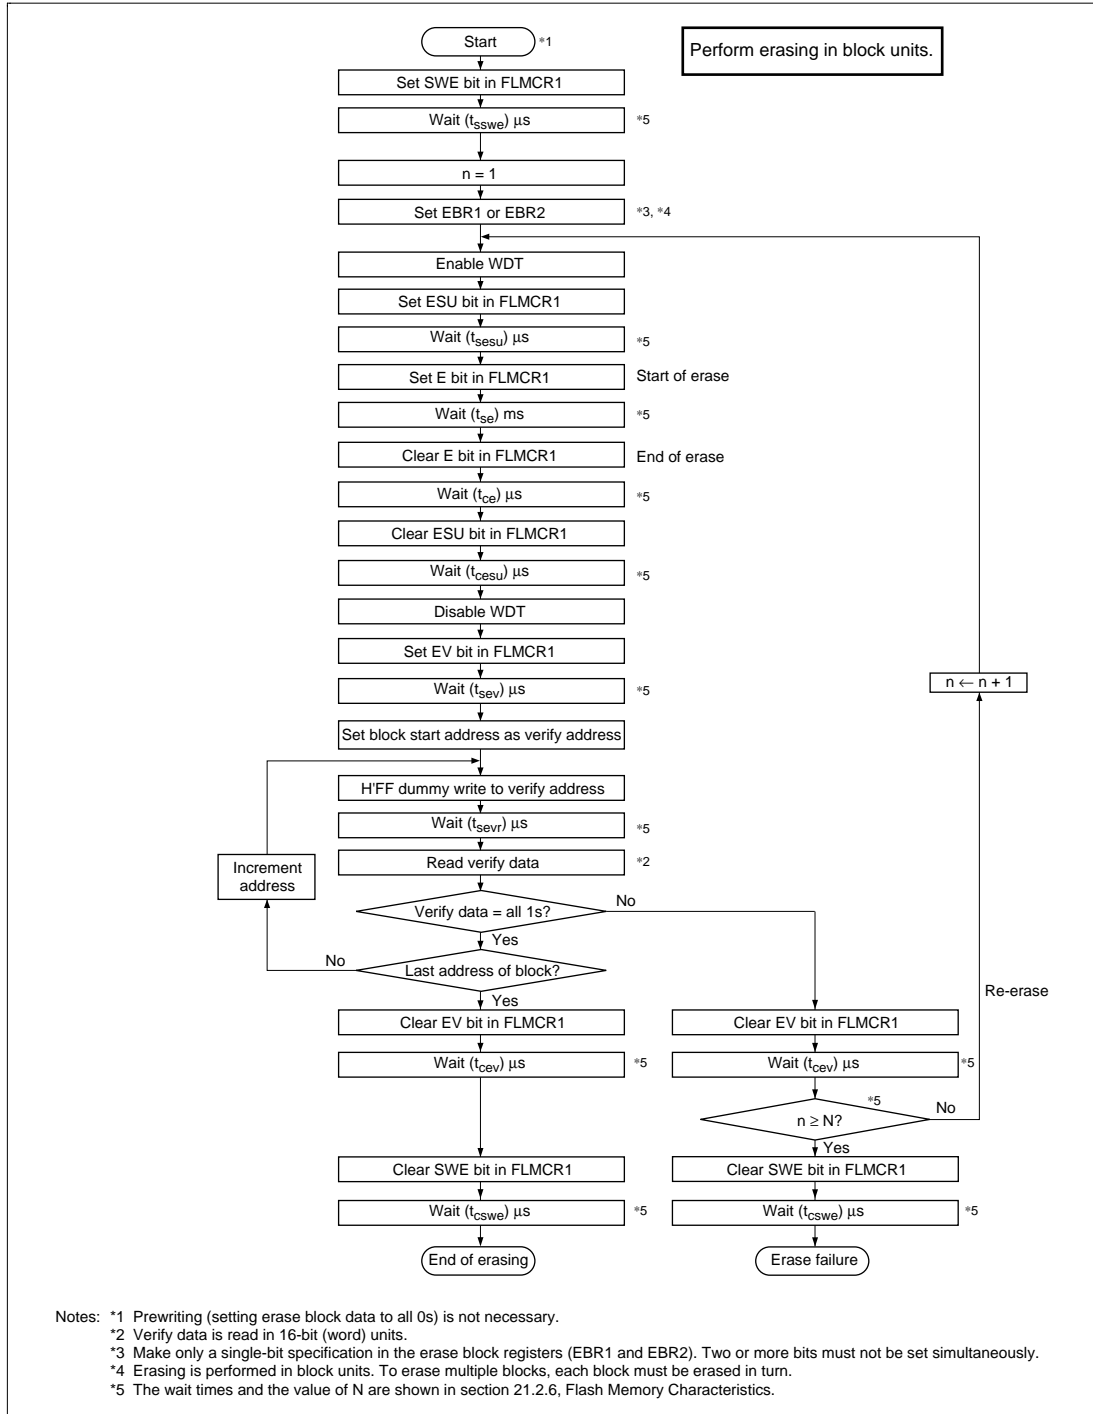 Start *1
Perform erasing in block units.
Set SWE bit in FLMCR1
Wait (tsswe) µs *5
n = 1
Set EBR1 or EBR2 *3, *4
Enable WDT
Set ESU bit in FLMCR1
Wait (tsesu) µs *5
Set E bit in FLMCR1 Start of erase
Wait (tse) ms *5
Clear E bit in FLMCR1 End of erase
Wait (tce) µs *5
Clear ESU bit in FLMCR1
Wait (tcesu) µs *5
Disable WDT
Set EV bit in FLMCR1
Wait (tsev) µs *5
n ← n + 1
Set block start address as verify address
H'FF dummy write to verify address
Wait (tsevr) µs *5
Read verify data *2
Increment
address
Verify data = all 1s?
No
Yes
Last address of block?
No
Yes
Re-erase
Clear EV bit in FLMCR1
Wait (tcev) µs *5
Clear EV bit in FLMCR1
Wait (tcev) µs *5
n ≥ N? *5
No
Yes
Clear SWE bit in FLMCR1
Wait (tcswe) µs *5
End of erasing
Clear SWE bit in FLMCR1
Wait (tcswe) µs *5
Erase failure
Notes: *1 Prewriting (setting erase block data to all 0s) is not necessary.
*2 Verify data is read in 16-bit (word) units.
*3 Make only a single-bit specification in the erase block registers (EBR1 and EBR2). Two or more bits must not be set simultaneously.
*4 Erasing is performed in block units. To erase multiple blocks, each block must be erased in turn.
*5 The wait times and the value of N are shown in section 21.2.6, Flash Memory Characteristics.